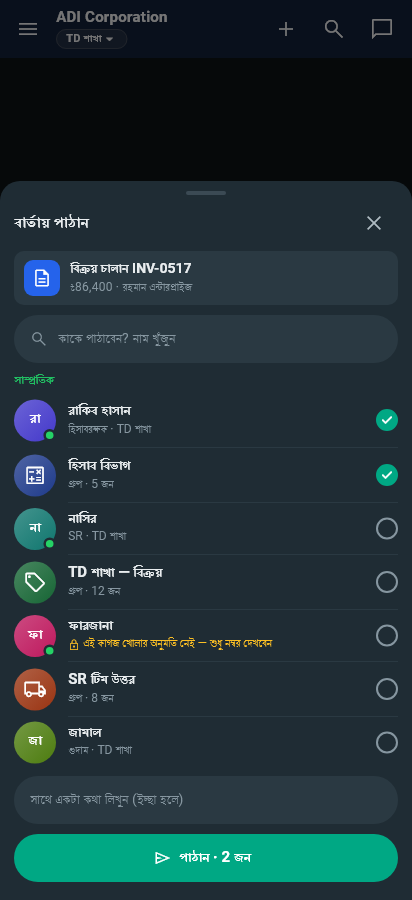 ADI Corporation
TD শাখা
বার্তায় পাঠান
বিক্রয় চালান INV-0517
৳86,400 · রহমান এন্টারপ্রাইজ
কাকে পাঠাবেন? নাম খুঁজুন
সাম্প্রতিক
রা
রাকিব হাসান
হিসাবরক্ষক · TD শাখা
হিসাব বিভাগ
গ্রুপ · 5 জন
না
নাসির
SR · TD শাখা
TD শাখা — বিক্রয়
গ্রুপ · 12 জন
ফা
ফারজানা
এই কাগজ খোলার অনুমতি নেই — শুধু নম্বর দেখবেন
SR টিম উত্তর
গ্রুপ · 8 জন
জা
জামাল
গুদাম · TD শাখা
সাথে একটা কথা লিখুন (ইচ্ছা হলে)
পাঠান · 2 জন